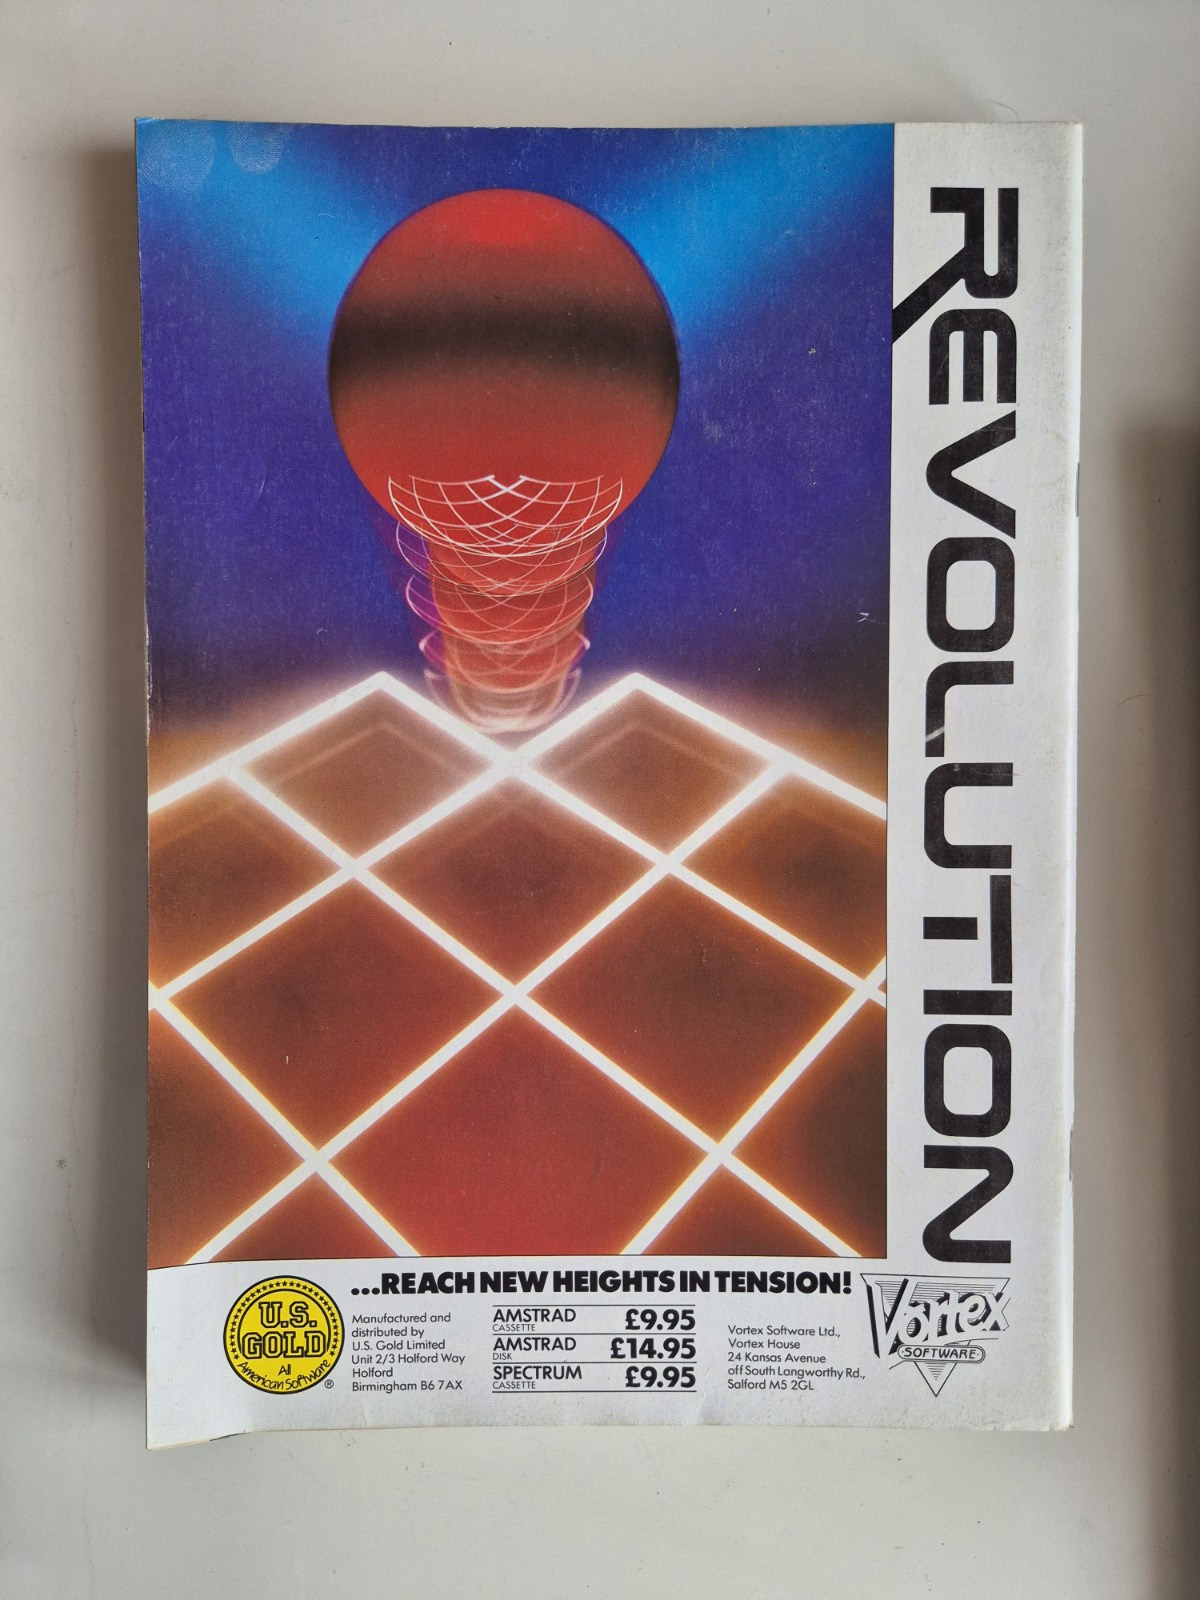 REVOLUTION
...REACH NEW HEIGHTS IN TENSION!
U.S.
GOLD
All
American Software
®
Manufactured and
distributed by
U.S. Gold Limited
Unit 2/3 Holford Way
Holford
Birmingham B6 7AX
AMSTRAD £9.95
CASSETTE
AMSTRAD £14.95
DISK
SPECTRUM £9.95
CASSETTE
Vortex Software Ltd.,
Vortex House
24 Kansas Avenue
off South Langworthy Rd.,
Salford M5 2GL
Vortex
SOFTWARE